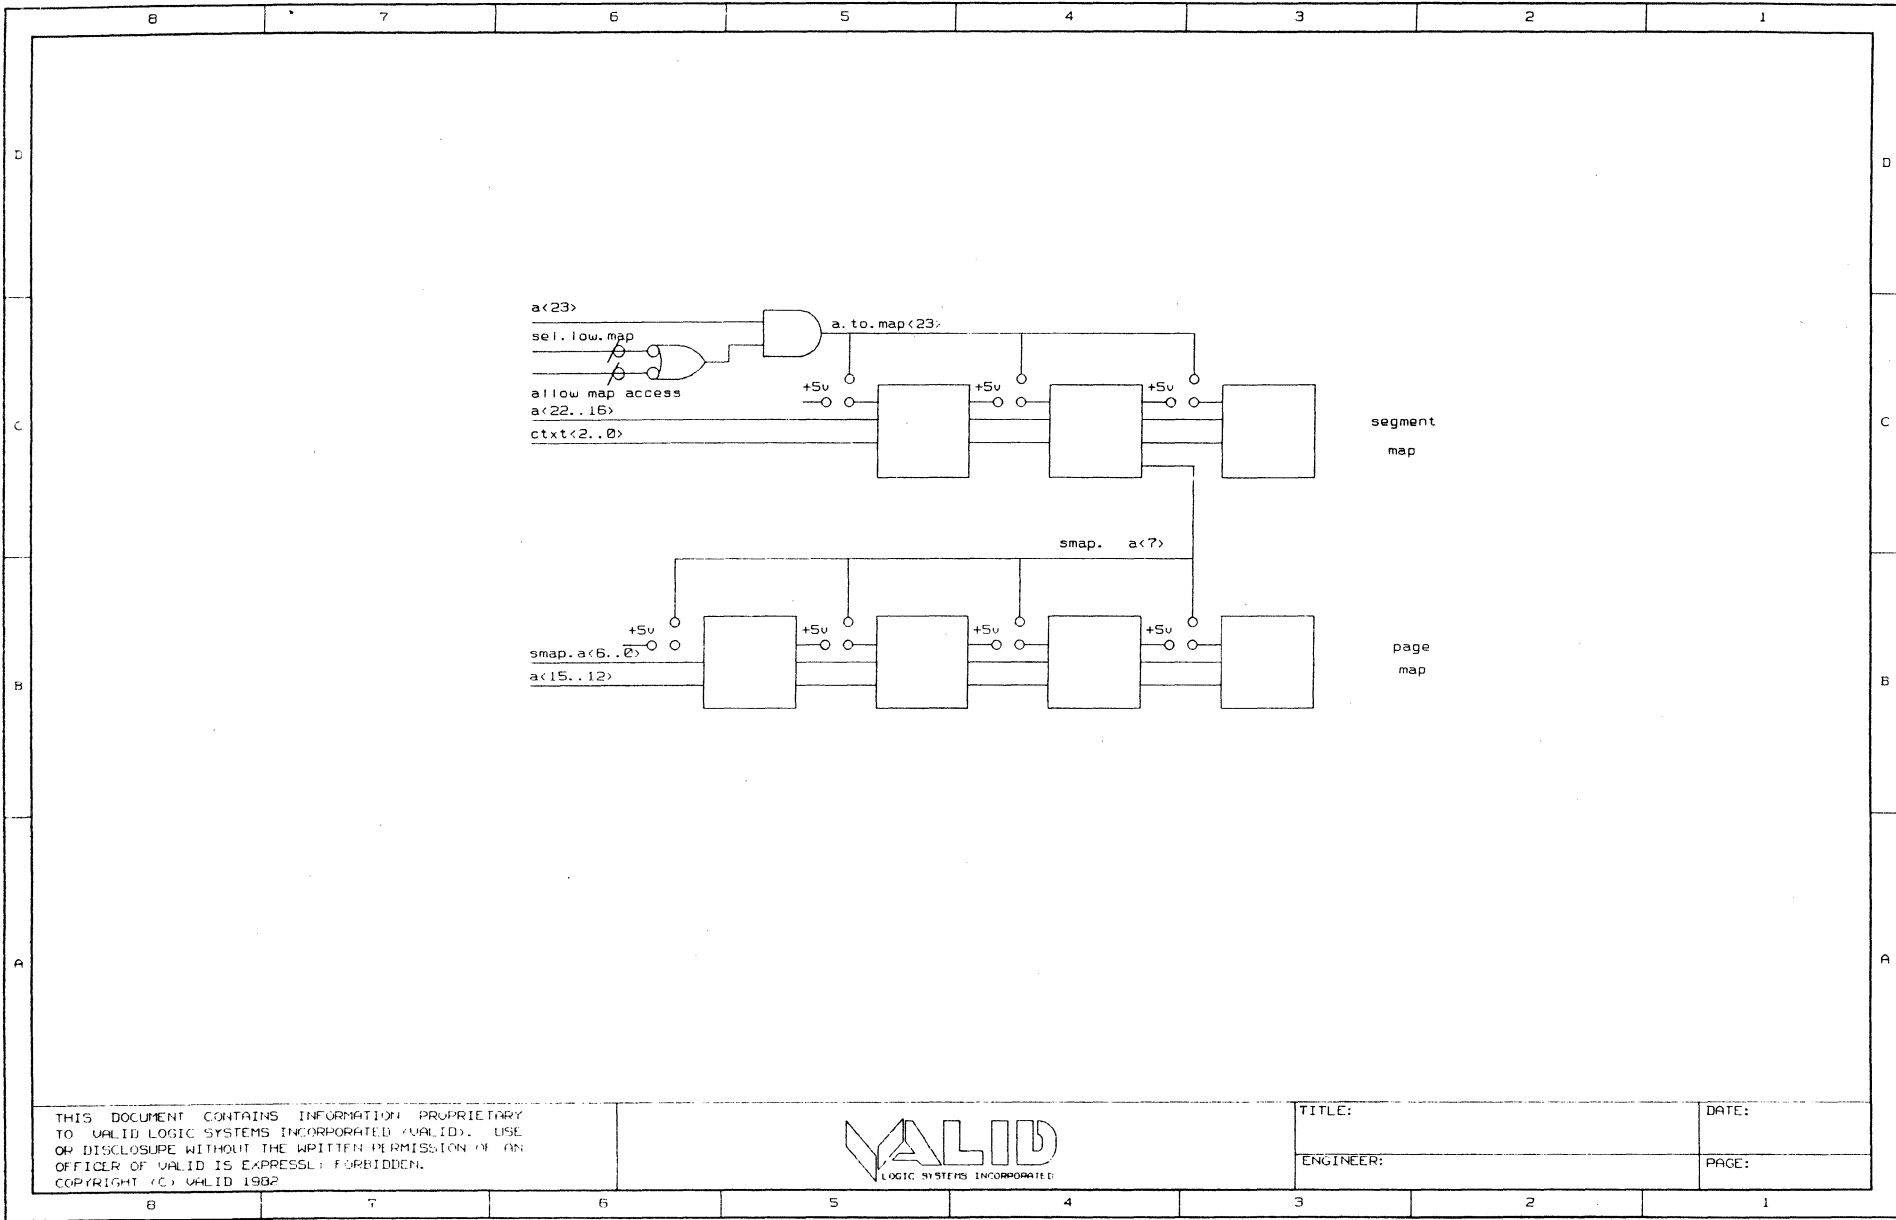 8 7 6 5 4 3 2 1
D D
a<23>
a.to.map<23>
sel.low.map
+5v +5v +5v
allow map access
a<22..16>
C C
segment
ctxt<2..0>
map
smap. a<7>
+5v +5v +5v +5v
smap.a<6..0>
page
a<15..12>
map
B B
A A
THIS DOCUMENT CONTAINS INFORMATION PROPRIETARY
TO VALID LOGIC SYSTEMS INCORPORATED (VALID). USE
OR DISCLOSURE WITHOUT THE WRITTEN PERMISSION OF AN
OFFICER OF VALID IS EXPRESSLY FORBIDDEN.
COPYRIGHT (C) VALID 1982
VALID
LOGIC SYSTEMS INCORPORATED
TITLE:
DATE:
ENGINEER:
PAGE:
8 7 6 5 4 3 2 1